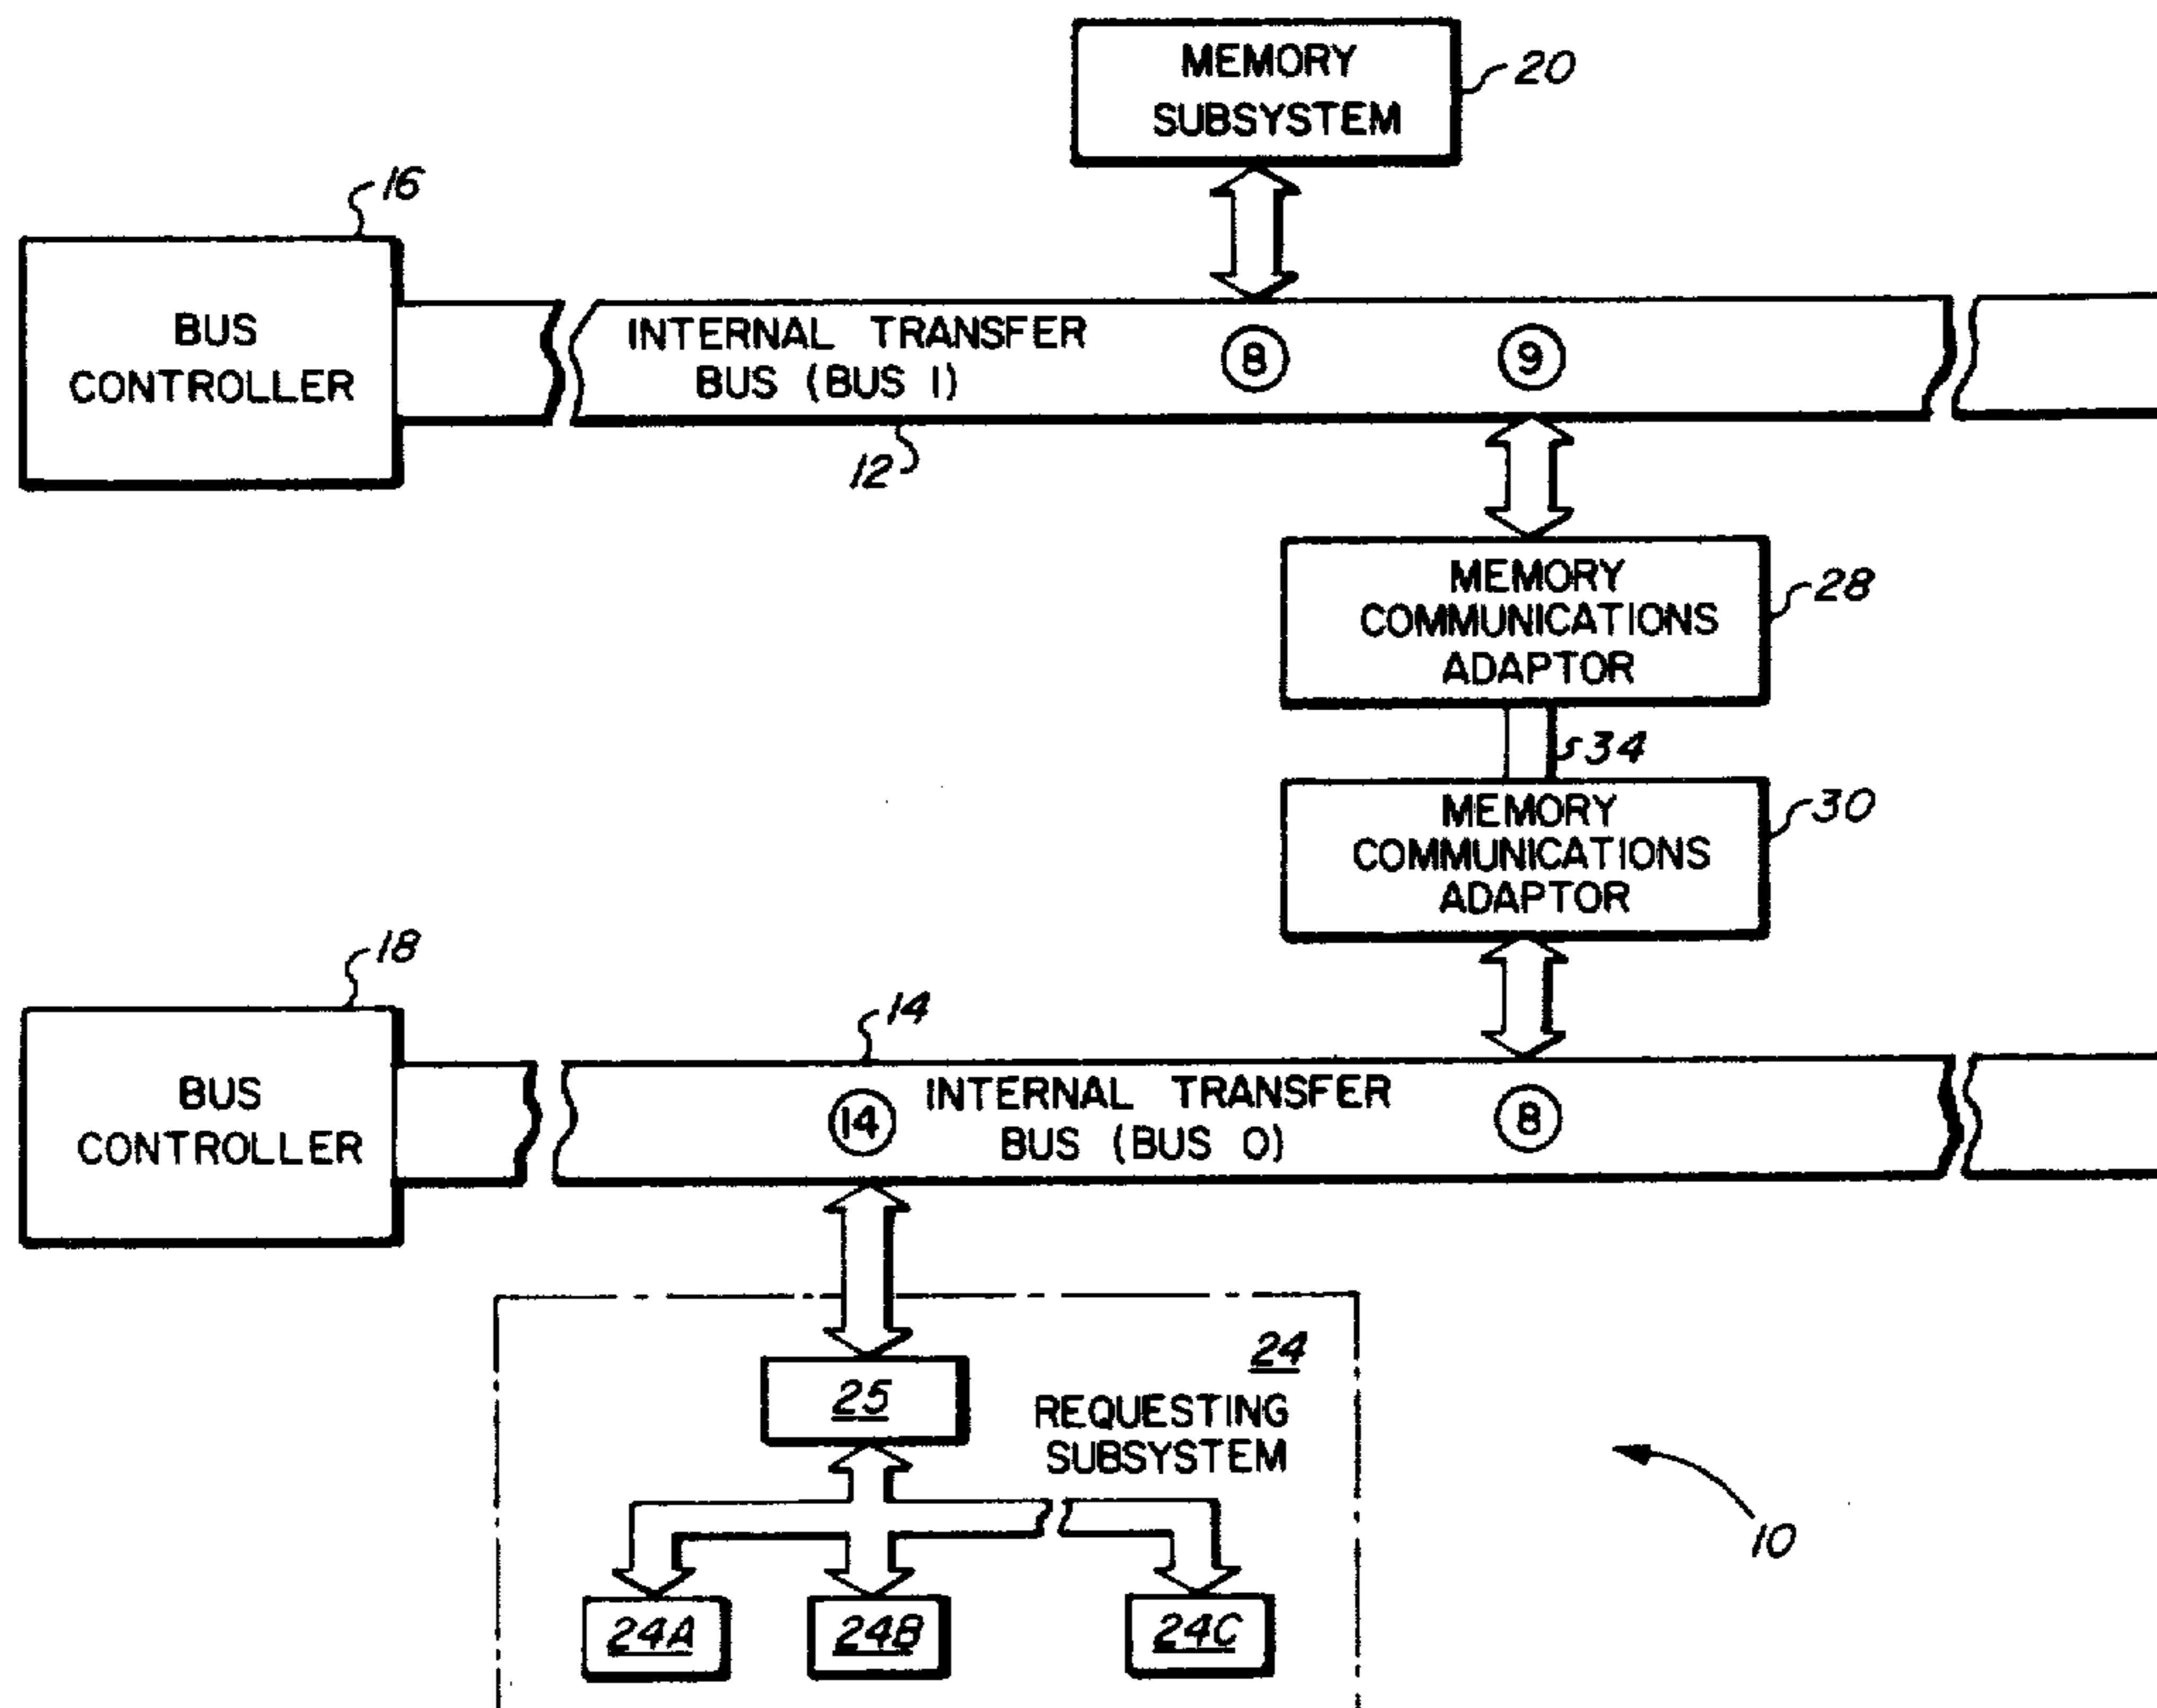 MEMORY
SUBSYSTEM
20
16
BUS
CONTROLLER
INTERNAL TRANSFER
BUS (BUS 1)
8
9
12
MEMORY
COMMUNICATIONS
ADAPTOR
28
34
MEMORY
COMMUNICATIONS
ADAPTOR
30
18
BUS
CONTROLLER
14
14
INTERNAL TRANSFER
BUS (BUS 0)
8
24
25
REQUESTING
SUBSYSTEM
10
24A
24B
24C